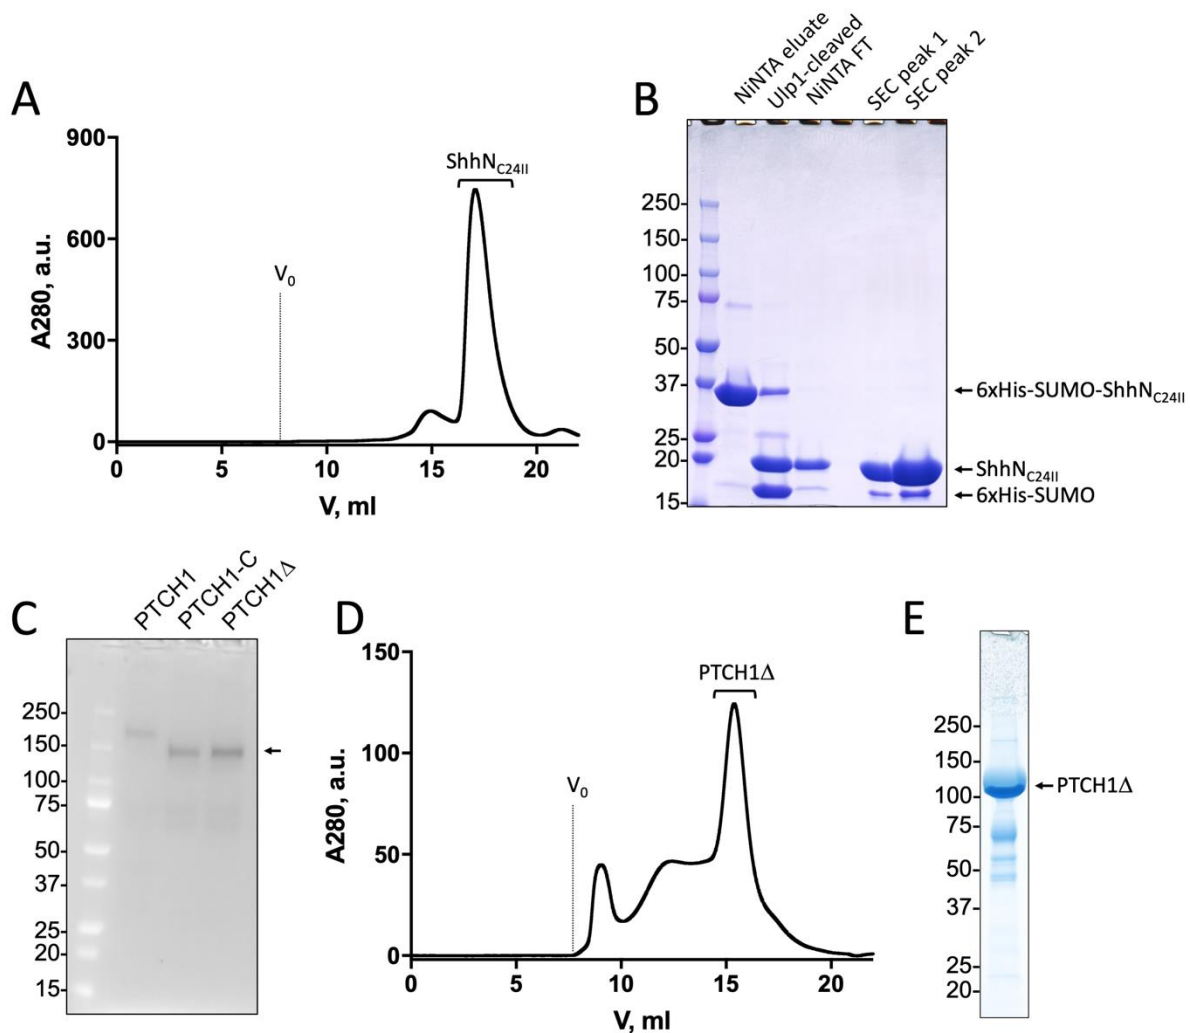 A
900
600
300
0
A280, a.u.
V0
ShhNC24II
0 5 10 15 20
V, ml
B
NiNTA eluate
Ulp1-cleaved
NiNTA FT
SEC peak 1
SEC peak 2
250
150
100
75
50
37
25
20
15
6xHis-SUMO-ShhNC24II
ShhNC24II
6xHis-SUMO
C
PTCH1
PTCH1-C
PTCH1Δ
250
150
100
75
50
37
25
20
15
D
150
100
50
0
A280, a.u.
V0
PTCH1Δ
0 5 10 15 20
V, ml
E
250
150
100
75
50
37
25
20
PTCH1Δ